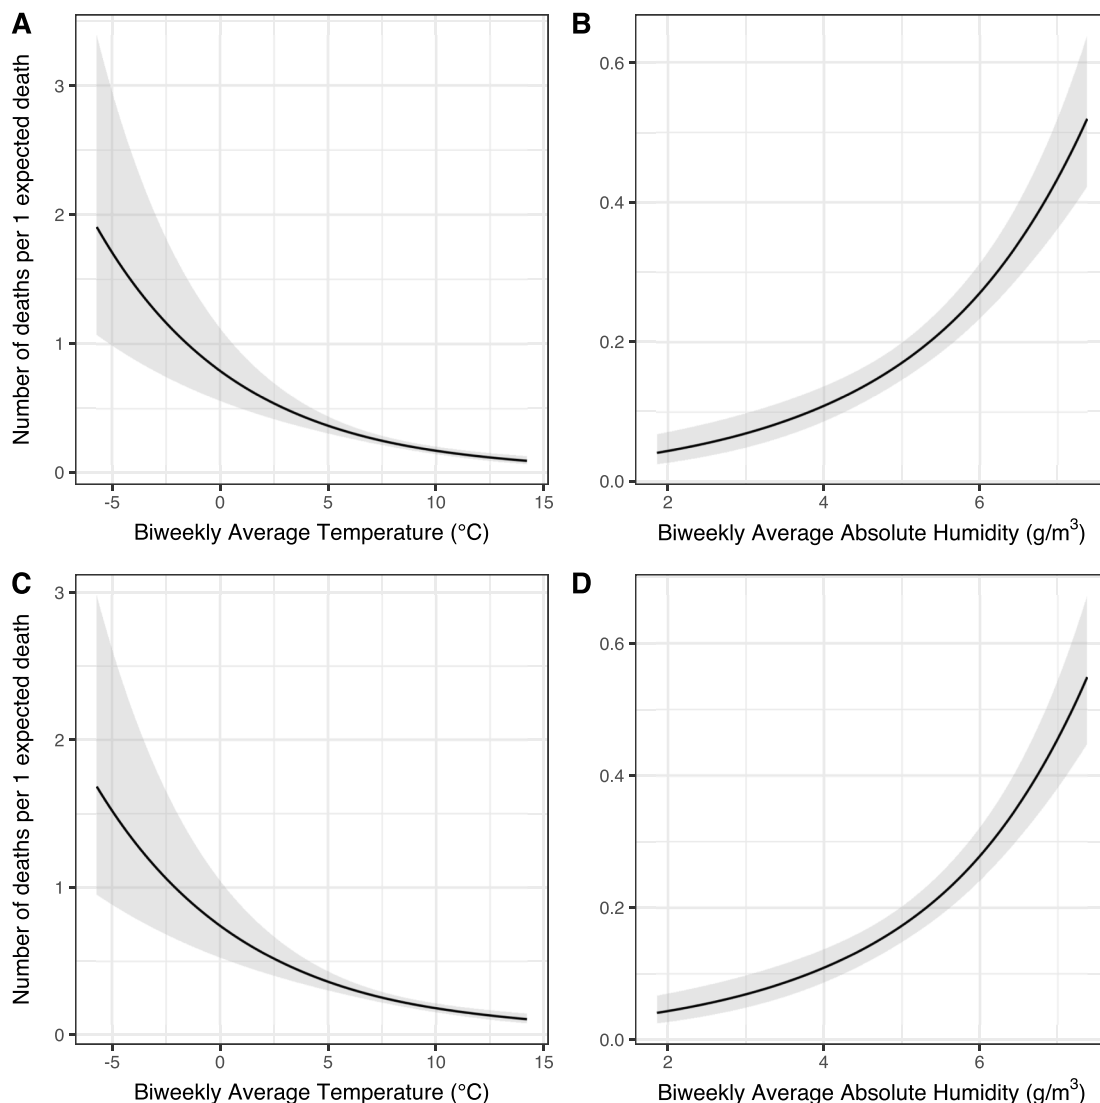 A
Number of deaths per 1 expected death
3
2
1
0
-5 0 5 10 15
Biweekly Average Temperature (°C)
B
0.6
0.4
0.2
0.0
2 4 6
Biweekly Average Absolute Humidity (g/m³)
C
Number of deaths per 1 expected death
3
2
1
0
-5 0 5 10 15
Biweekly Average Temperature (°C)
D
0.6
0.4
0.2
0.0
2 4 6
Biweekly Average Absolute Humidity (g/m³)